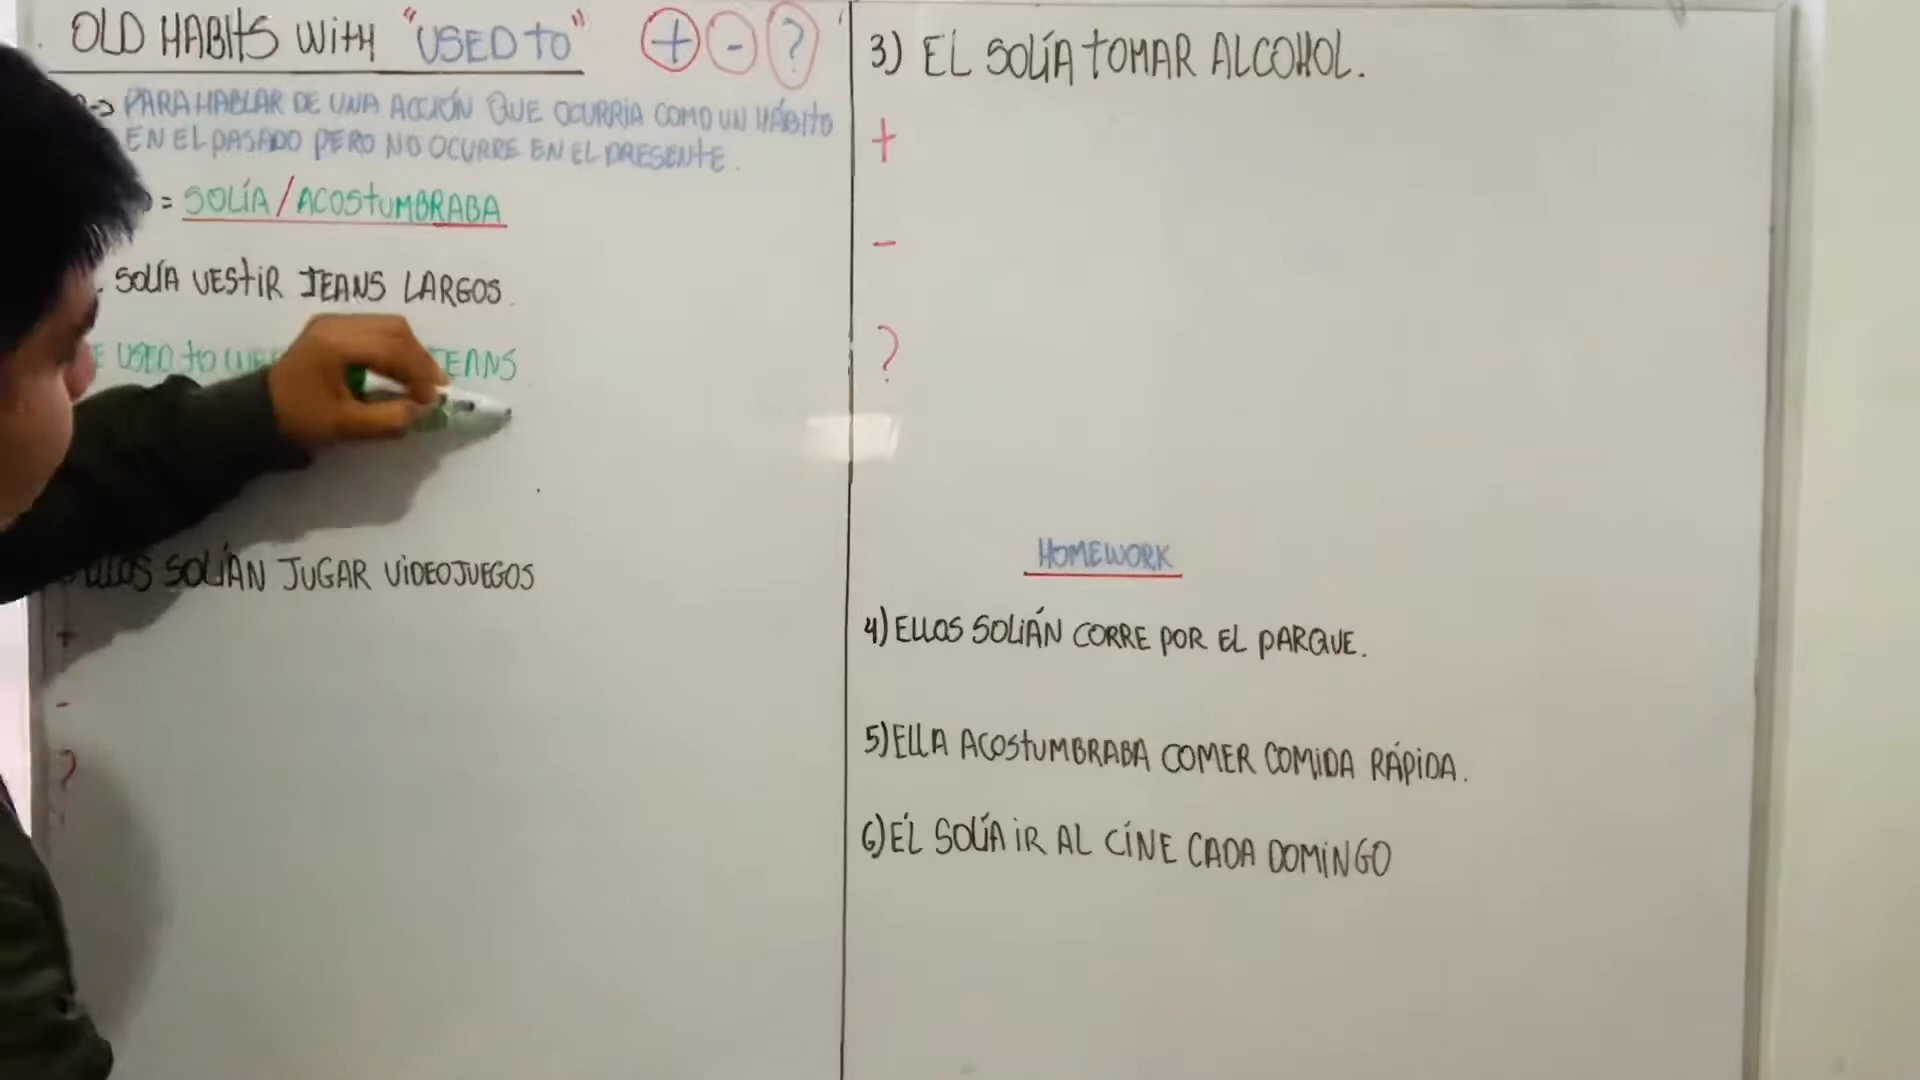 OLD HABITS WITH "USED TO" + - ?
PARA HABLAR DE UNA ACCIÓN QUE OCURRIA COMO UN HÁBITO
EN EL PASADO PERO NO OCURRE EN EL PRESENTE.
= SOLÍA / ACOSTUMBRABA
SOLÍA VESTIR JEANS LARGOS.
USED TO JEANS
SOLÍAN JUGAR VIDEOJUEGOS
+
-
?
3) EL SOLÍA TOMAR ALCOHOL.
+
-
?
HOMEWORK
4) ELLOS SOLIÁN CORRE POR EL PARQUE.
5) ELLA ACOSTUMBRABA COMER COMIDA RÁPIDA.
6) ÉL SOLÍA IR AL CINE CADA DOMINGO